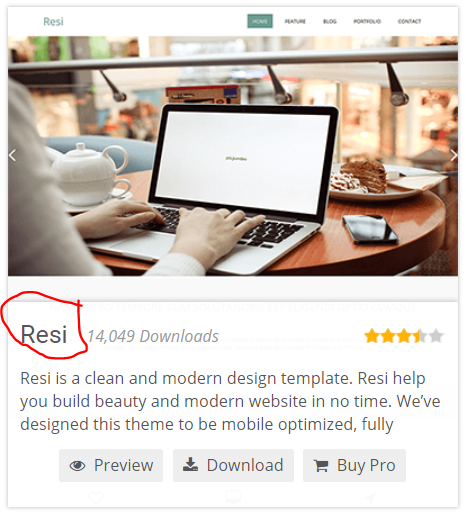 Resi
HOME FEATURE BLOG PORTFOLIO CONTACT
Resi 14,049 Downloads
Resi is a clean and modern design template. Resi help
you build beauty and modern website in no time. We’ve
designed this theme to be mobile optimized, fully
Preview Download Buy Pro